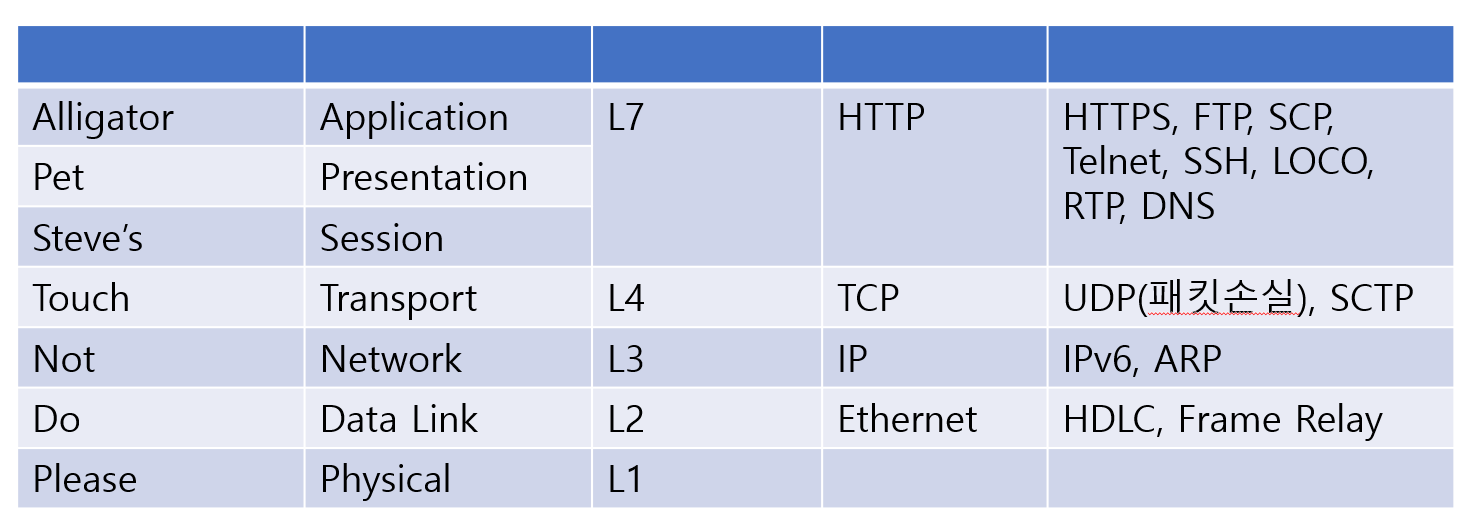 Alligator Application L7 HTTP HTTPS, FTP, SCP,
Telnet, SSH, LOCO,
RTP, DNS
Pet Presentation
Steve’s Session
Touch Transport L4 TCP UDP(패킷손실), SCTP
Not Network L3 IP IPv6, ARP
Do Data Link L2 Ethernet HDLC, Frame Relay
Please Physical L1